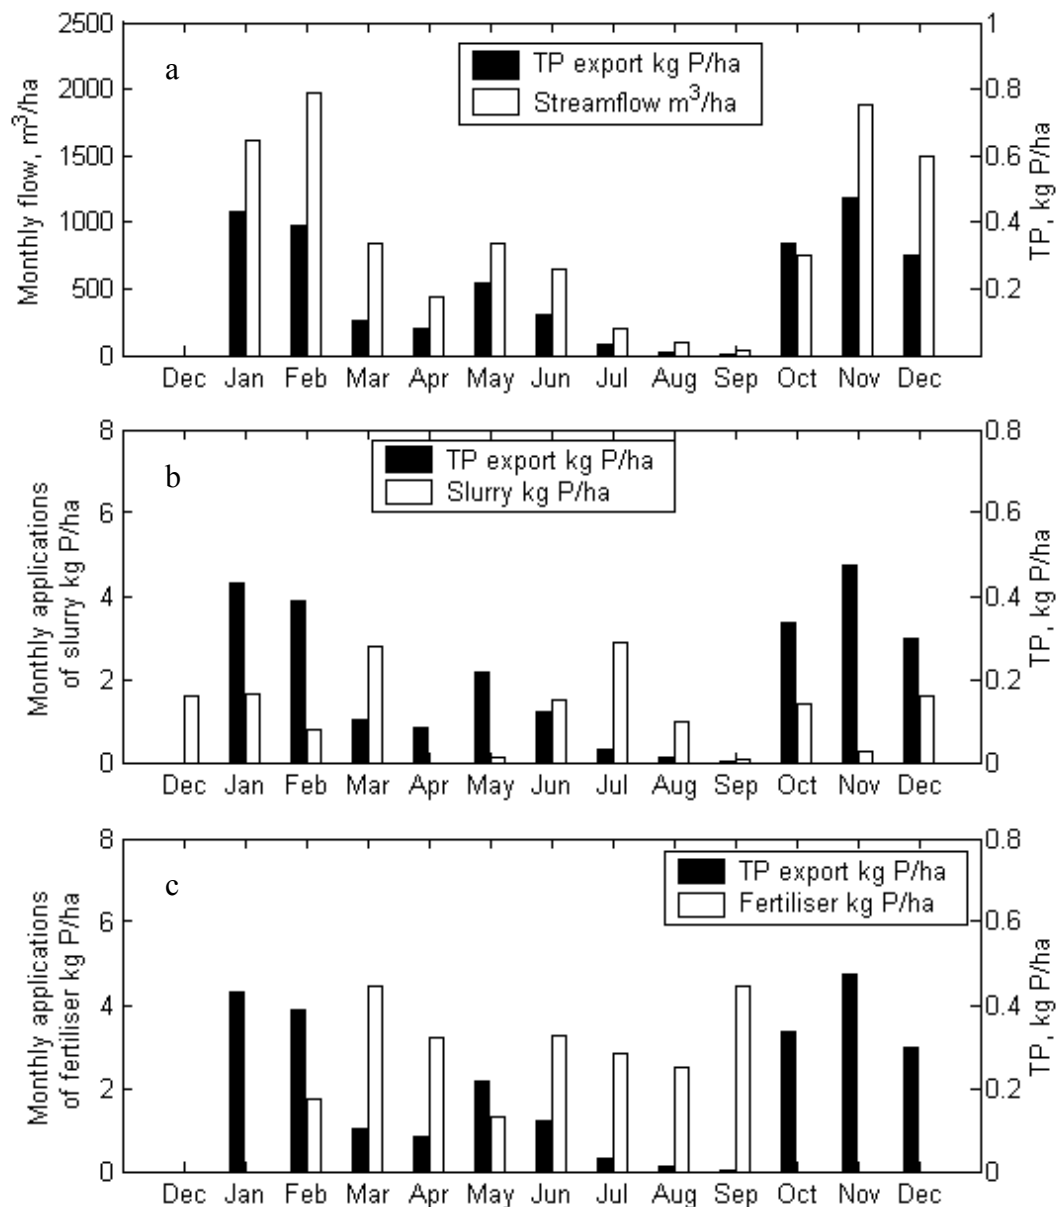 a
TP export kg P/ha
Streamflow m³/ha
Monthly flow, m³/ha
2500
2000
1500
1000
500
0
TP, kg P/ha
1
0.8
0.6
0.4
0.2
0
Dec Jan Feb Mar Apr May Jun Jul Aug Sep Oct Nov Dec
b
TP export kg P/ha
Slurry kg P/ha
Monthly applications
of slurry kg P/ha
8
6
4
2
0
TP, kg P/ha
0.8
0.6
0.4
0.2
0
Dec Jan Feb Mar Apr May Jun Jul Aug Sep Oct Nov Dec
c
TP export kg P/ha
Fertiliser kg P/ha
Monthly applications
of fertiliser kg P/ha
8
6
4
2
0
TP, kg P/ha
0.8
0.6
0.4
0.2
0
Dec Jan Feb Mar Apr May Jun Jul Aug Sep Oct Nov Dec